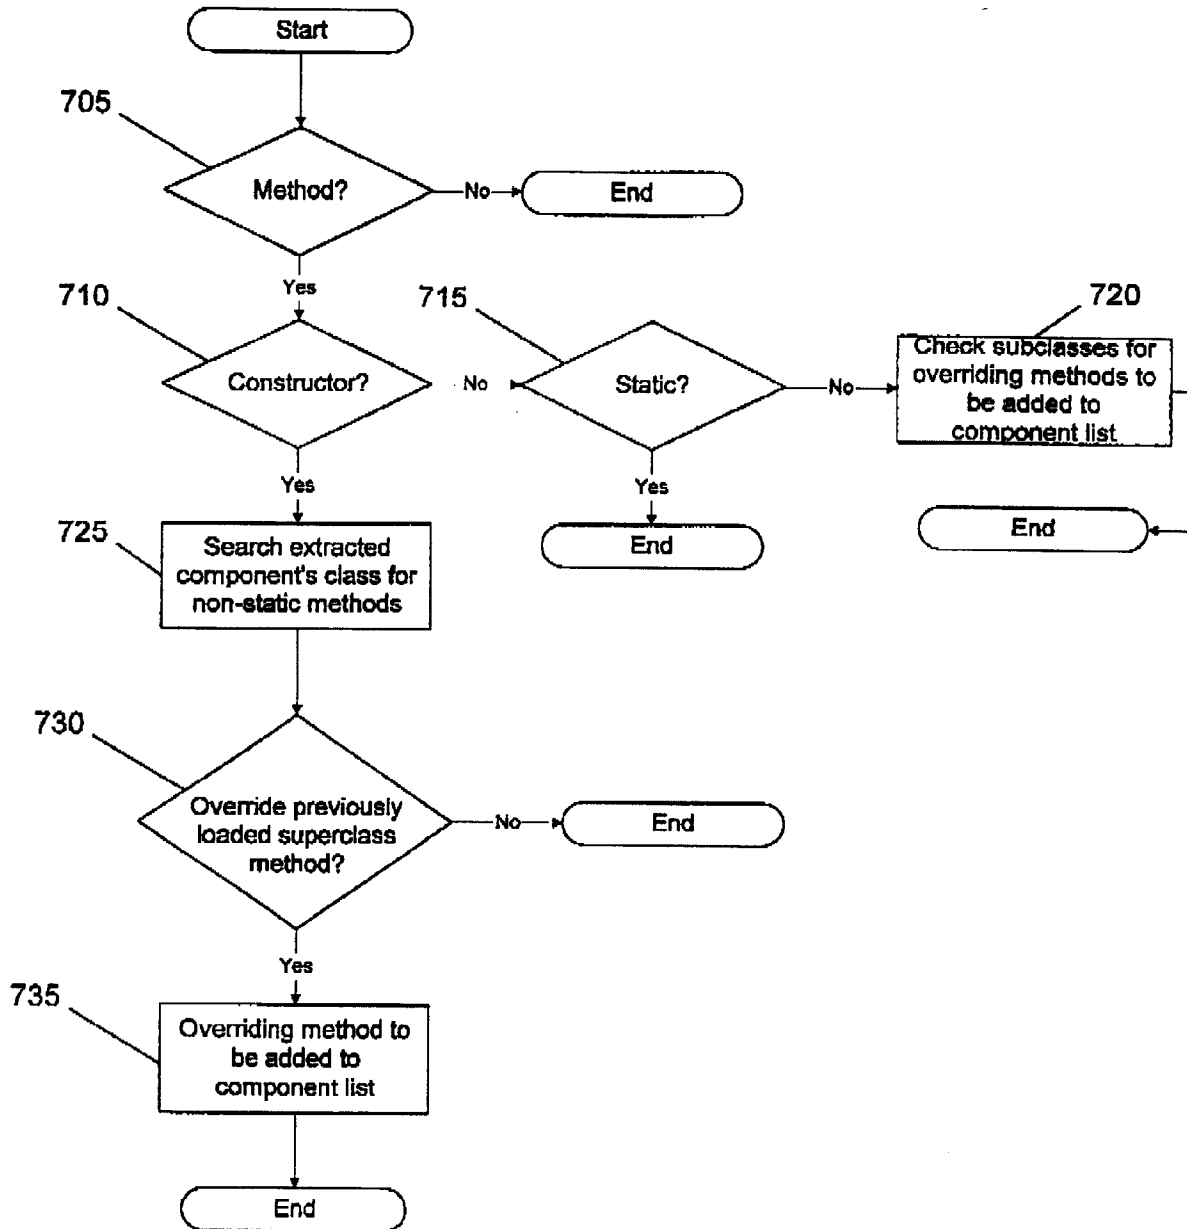 Start
705
Method?
No
End
Yes
710
715
720
Constructor?
No
Static?
No
Check subclasses for
overriding methods to
be added to
component list
Yes
Yes
End
End
725
Search extracted
component's class for
non-static methods
730
Override previously
loaded superclass
method?
No
End
Yes
735
Overriding method to
be added to
component list
End